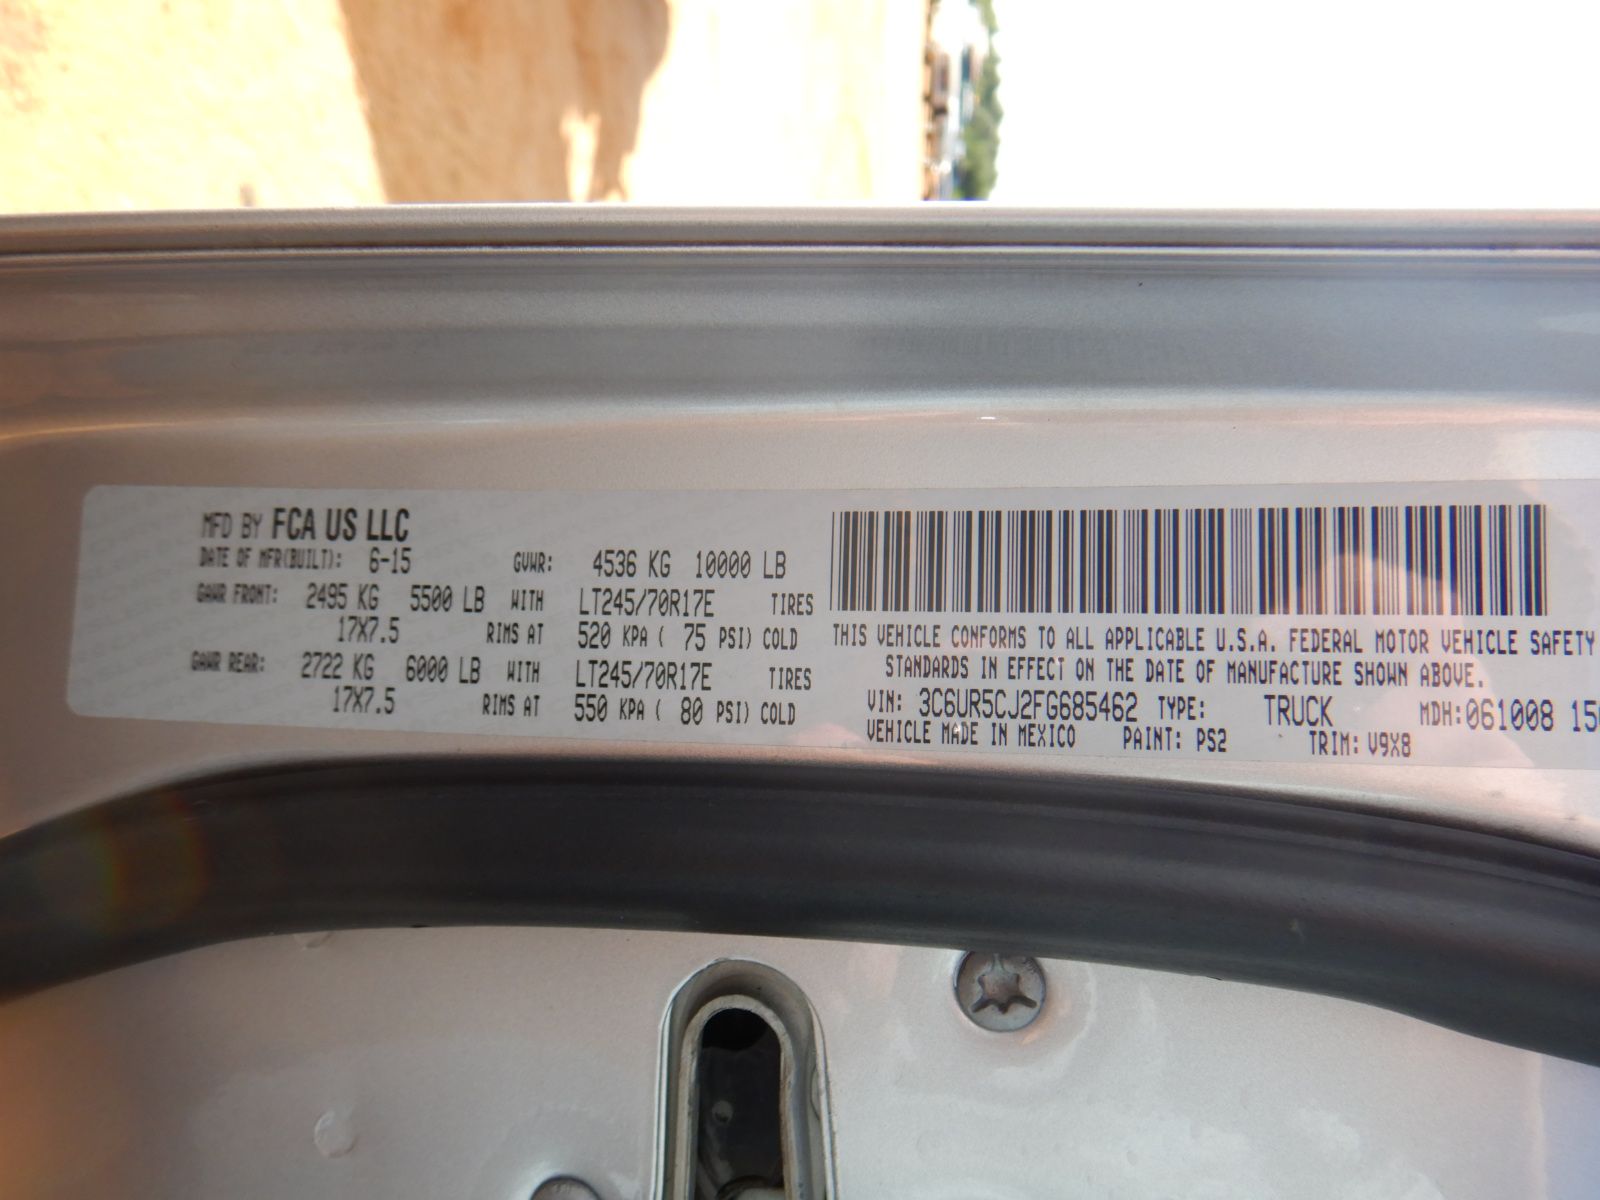 MFD BY FCA US LLC
DATE OF MFR(BUILT): 6-15 GVWR: 4536 KG 10000 LB
GAWR FRONT: 2495 KG 5500 LB WITH LT245/70R17E TIRES
17X7.5 RIMS AT 520 KPA ( 75 PSI) COLD
GAWR REAR: 2722 KG 6000 LB WITH LT245/70R17E TIRES
17X7.5 RIMS AT 550 KPA ( 80 PSI) COLD
THIS VEHICLE CONFORMS TO ALL APPLICABLE U.S.A. FEDERAL MOTOR VEHICLE SAFETY
STANDARDS IN EFFECT ON THE DATE OF MANUFACTURE SHOWN ABOVE.
VIN: 3C6UR5CJ2FG685462 TYPE: TRUCK MDH:061008
VEHICLE MADE IN MEXICO PAINT: PS2 TRIM: V9X8